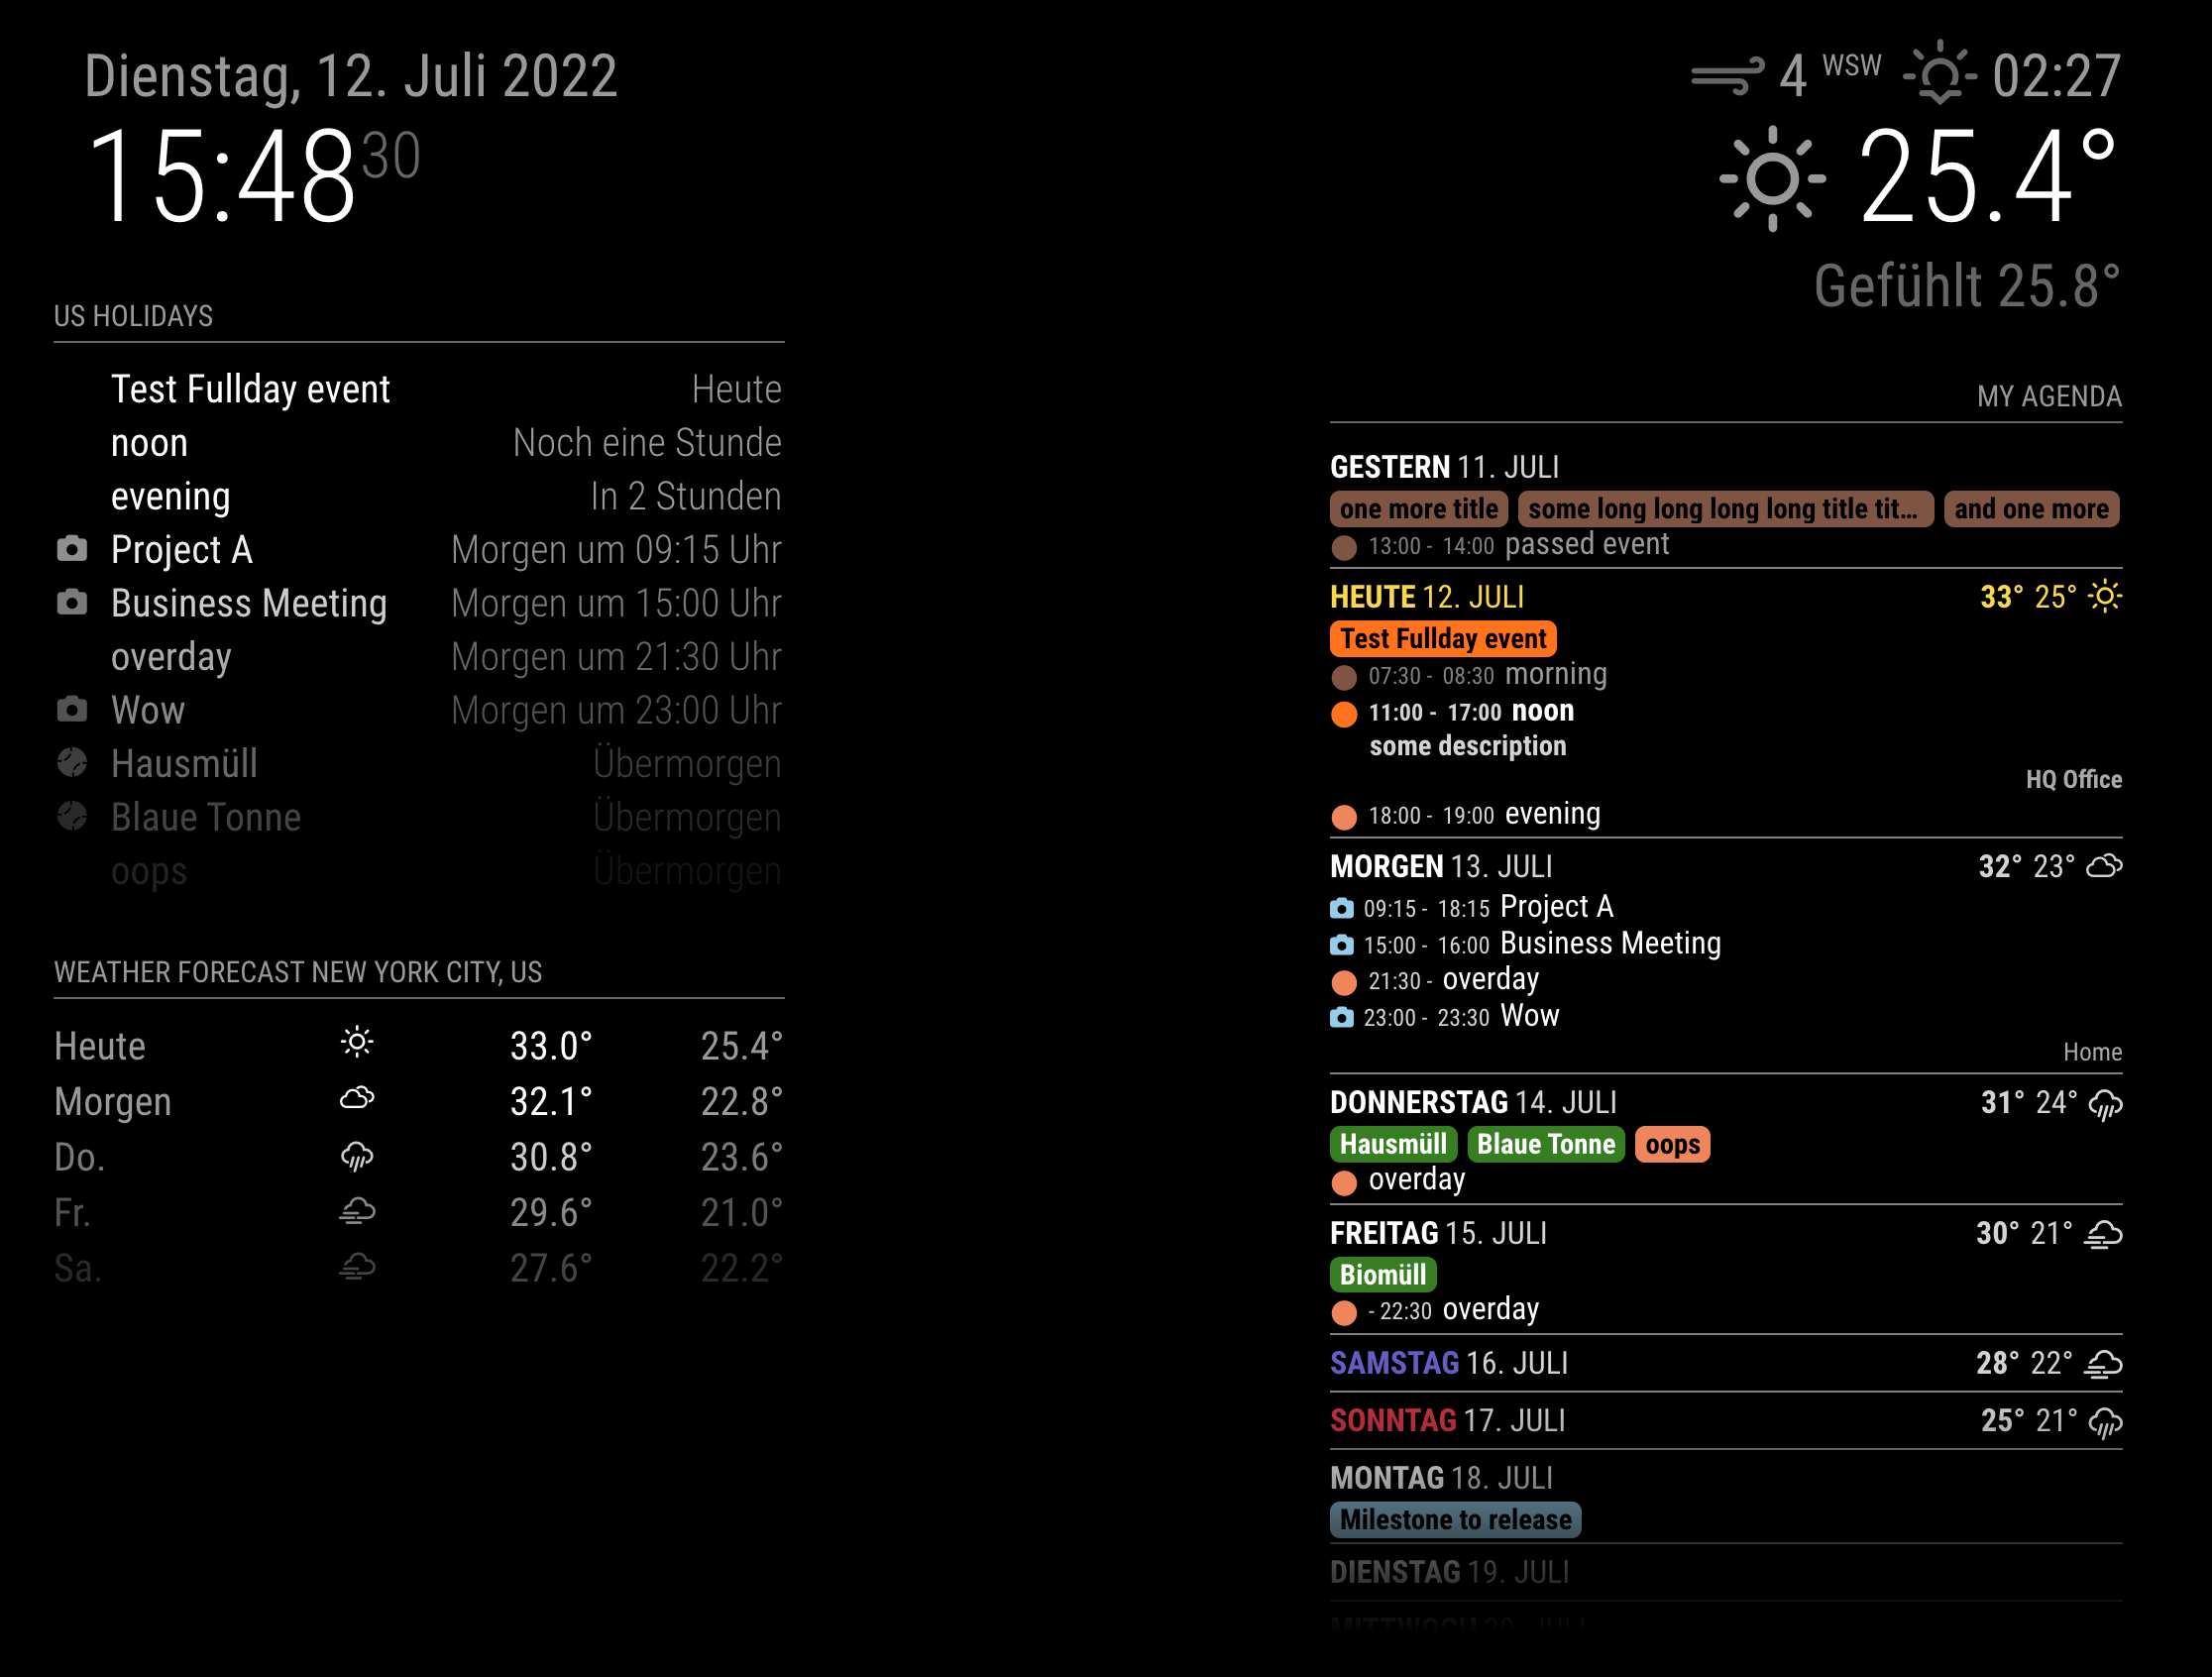 Dienstag, 12. Juli 2022
15:48 30
4 WSW 02:27
25.4°
Gefühlt 25.8°
US HOLIDAYS
Test Fullday event Heute
noon Noch eine Stunde
evening In 2 Stunden
Project A Morgen um 09:15 Uhr
Business Meeting Morgen um 15:00 Uhr
overday Morgen um 21:30 Uhr
Wow Morgen um 23:00 Uhr
Hausmüll Übermorgen
Blaue Tonne Übermorgen
oops Übermorgen
WEATHER FORECAST NEW YORK CITY, US
Heute 33.0° 25.4°
Morgen 32.1° 22.8°
Do. 30.8° 23.6°
Fr. 29.6° 21.0°
Sa. 27.6° 22.2°
MY AGENDA
GESTERN 11. JULI
one more title some long long long long title tit... and one more
13:00 - 14:00 passed event
HEUTE 12. JULI 33° 25°
Test Fullday event
07:30 - 08:30 morning
11:00 - 17:00 noon
some description
HQ Office
18:00 - 19:00 evening
MORGEN 13. JULI 32° 23°
09:15 - 18:15 Project A
15:00 - 16:00 Business Meeting
21:30 - overday
23:00 - 23:30 Wow
Home
DONNERSTAG 14. JULI 31° 24°
Hausmüll Blaue Tonne oops
overday
FREITAG 15. JULI 30° 21°
Biomüll
- 22:30 overday
SAMSTAG 16. JULI 28° 22°
SONNTAG 17. JULI 25° 21°
MONTAG 18. JULI
Milestone to release
DIENSTAG 19. JULI
MITTWOCH 20. JULI